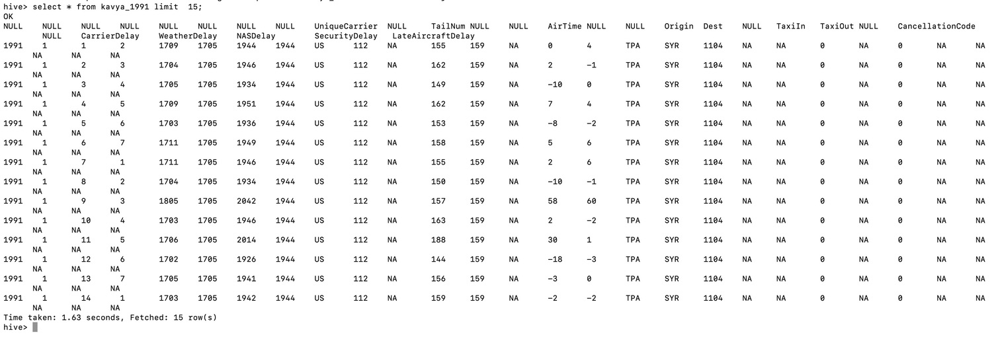 hive> select * from kavya_1991 limit  15;
OK
NULL NULL NULL NULL NULL NULL NULL NULL UniqueCarrier NULL TailNum NULL NULL AirTime NULL NULL Origin Dest NULL TaxiIn TaxiOut NULL CancellationCode
NULL CarrierDelay WeatherDelay NASDelay SecurityDelay LateAircraftDelay
1991 1 1 2 1709 1705 1944 1944 US 112 NA 155 159 NA 0 4 TPA SYR 1104 NA NA 0 NA 0 NA NA
NA NA NA
1991 1 2 3 1704 1705 1946 1944 US 112 NA 162 159 NA 2 −1 TPA SYR 1104 NA NA 0 NA 0 NA NA
NA NA NA
1991 1 3 4 1705 1705 1934 1944 US 112 NA 149 159 NA −10 0 TPA SYR 1104 NA NA 0 NA 0 NA NA
NA NA NA
1991 1 4 5 1709 1705 1951 1944 US 112 NA 162 159 NA 7 4 TPA SYR 1104 NA NA 0 NA 0 NA NA
NA NA NA
1991 1 5 6 1703 1705 1936 1944 US 112 NA 153 159 NA −8 −2 TPA SYR 1104 NA NA 0 NA 0 NA NA
NA NA NA
1991 1 6 7 1711 1705 1949 1944 US 112 NA 158 159 NA 5 6 TPA SYR 1104 NA NA 0 NA 0 NA NA
NA NA NA
1991 1 7 1 1711 1705 1946 1944 US 112 NA 155 159 NA 2 6 TPA SYR 1104 NA NA 0 NA 0 NA NA
NA NA NA
1991 1 8 2 1704 1705 1934 1944 US 112 NA 150 159 NA −10 −1 TPA SYR 1104 NA NA 0 NA 0 NA NA
NA NA NA
1991 1 9 3 1805 1705 2042 1944 US 112 NA 157 159 NA 58 60 TPA SYR 1104 NA NA 0 NA 0 NA NA
NA NA NA
1991 1 10 4 1703 1705 1946 1944 US 112 NA 163 159 NA 2 −2 TPA SYR 1104 NA NA 0 NA 0 NA NA
NA NA NA
1991 1 11 5 1706 1705 2014 1944 US 112 NA 188 159 NA 30 1 TPA SYR 1104 NA NA 0 NA 0 NA NA
NA NA NA
1991 1 12 6 1702 1705 1926 1944 US 112 NA 144 159 NA −18 −3 TPA SYR 1104 NA NA 0 NA 0 NA NA
NA NA NA
1991 1 13 7 1705 1705 1941 1944 US 112 NA 156 159 NA −3 0 TPA SYR 1104 NA NA 0 NA 0 NA NA
NA NA NA
1991 1 14 1 1703 1705 1942 1944 US 112 NA 159 159 NA −2 −2 TPA SYR 1104 NA NA 0 NA 0 NA NA
NA NA NA
Time taken: 1.63 seconds, Fetched: 15 row(s)
hive>